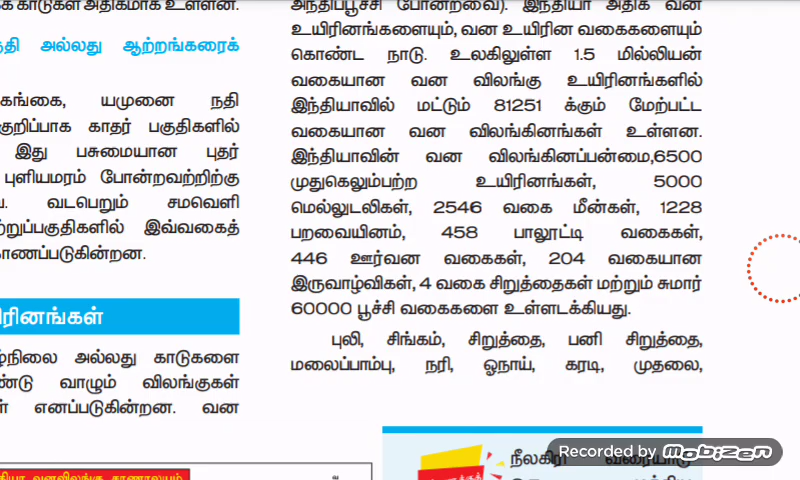 காடுகள் அதிகமாக உள்ளன.
நதி அல்லது ஆற்றங்கரைக்
கங்கை, யமுனை நதி
குறிப்பாக காதர் பகுதிகளில்
இது பசுமையான புதர்
புளியமரம் போன்றவற்றிற்கு
வடபெறும் சமவெளி
இவ்வகைத்
காணப்படுகின்றன.
அல்லது காடுகளை
வாழும் விலங்குகள்
எனப்படுகின்றன. வன
அந்திப்பூச்சி போன்றவை). இந்தியா அதிக வன
உயிரினங்களையும், வன உயிரின வகைகளையும்
கொண்ட நாடு. உலகிலுள்ள 1.5 மில்லியன்
வகையான வன விலங்கு உயிரினங்களில்
இந்தியாவில் மட்டும் 81251 க்கும் மேற்பட்ட
வகையான வன விலங்கினங்கள் உள்ளன.
இந்தியாவின் வன விலங்கினப்பன்மை,6500
முதுகெலும்பற்ற உயிரினங்கள், 5000
மெல்லுடலிகள், 2546 வகை மீன்கள், 1228
பறவையினம், 458 பாலூட்டி வகைகள்,
446 ஊர்வன வகைகள், 204 வகையான
இருவாழ்விகள், 4 வகை சிறுத்தைகள் மற்றும் சுமார்
60000 பூச்சி வகைகளை உள்ளடக்கியது.
புலி, சிங்கம், சிறுத்தை, பனி சிறுத்தை,
மலைப்பாம்பு, நரி, ஓநாய், கரடி, முதலை,
நீலகிரி வரையாடு
Recorded by mobizen